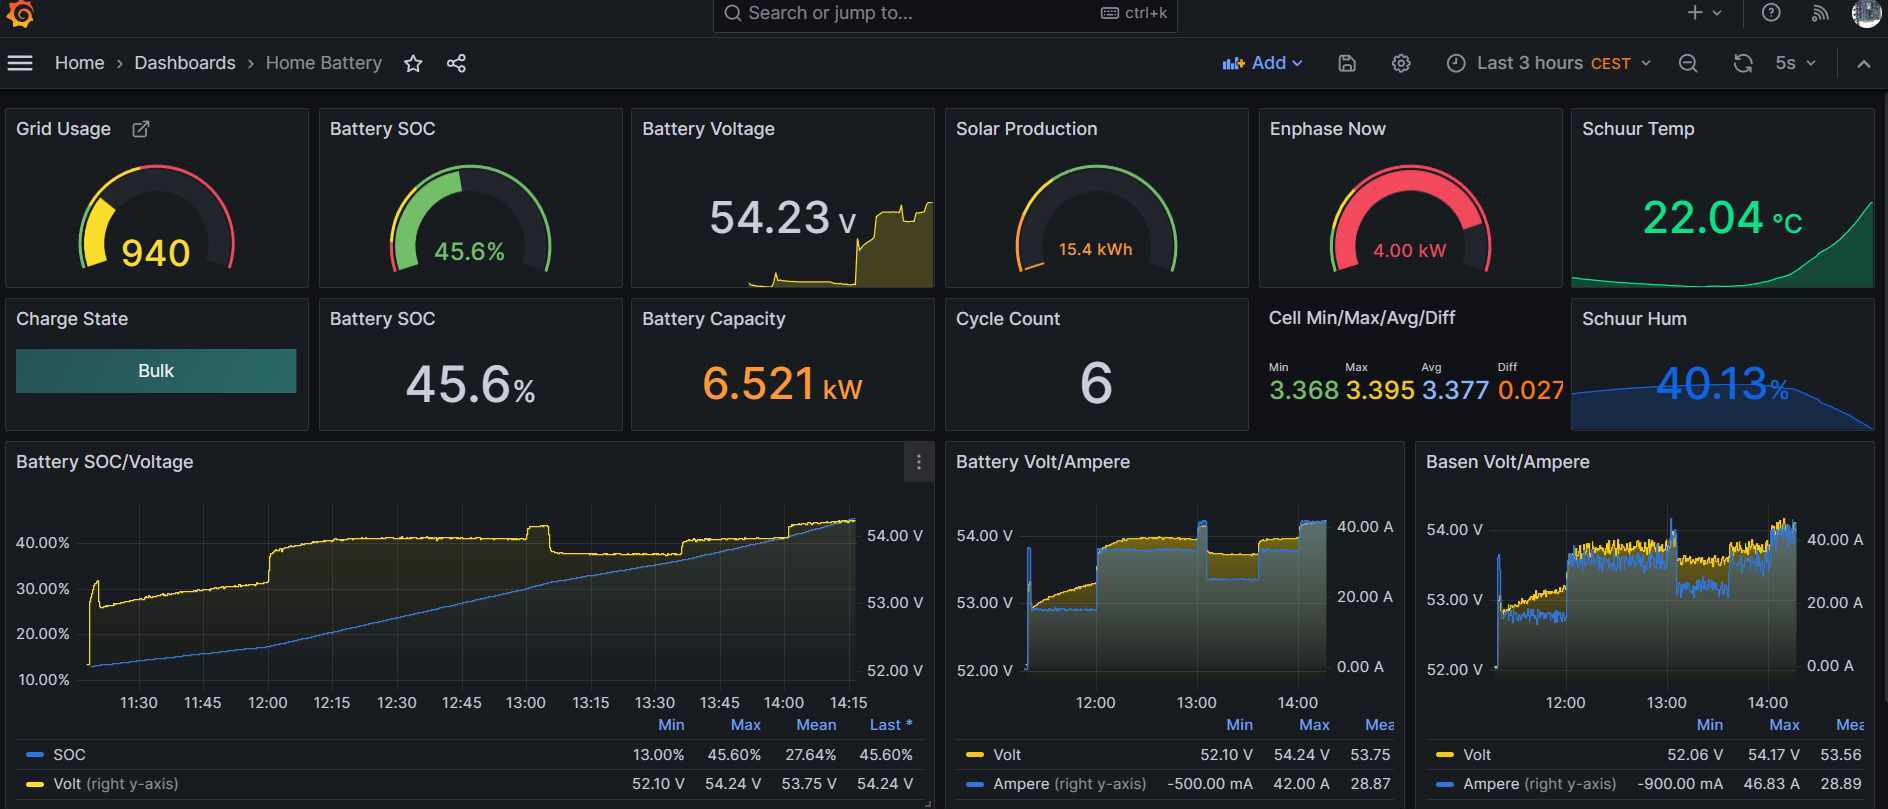 Search or jump to... ctrl+k
Home › Dashboards › Home Battery Add Last 3 hours CEST 5s
Grid Usage
940
Battery SOC
45.6%
Battery Voltage
54.23 V
Solar Production
15.4 kWh
Enphase Now
4.00 kW
Schuur Temp
22.04 °C
Charge State
Bulk
Battery SOC
45.6%
Battery Capacity
6.521 kW
Cycle Count
6
Cell Min/Max/Avg/Diff
Min Max Avg Diff
3.368 3.395 3.377 0.027
Schuur Hum
40.13%
Battery SOC/Voltage
40.00% 54.00 V
30.00% 53.00 V
20.00%
10.00% 52.00 V
11:30 11:45 12:00 12:15 12:30 12:45 13:00 13:15 13:30 13:45 14:00 14:15
Min Max Mean Last *
SOC 13.00% 45.60% 27.64% 45.60%
Volt (right y-axis) 52.10 V 54.24 V 53.75 V 54.24 V
Battery Volt/Ampere
54.00 V 40.00 A
53.00 V 20.00 A
52.00 V 0.00 A
12:00 13:00 14:00
Min Max Mea
Volt 52.10 V 54.24 V 53.75
Ampere (right y-axis) -500.00 mA 42.00 A 28.87
Basen Volt/Ampere
54.00 V 40.00 A
53.00 V 20.00 A
52.00 V 0.00 A
12:00 13:00 14:00
Min Max Mea
Volt 52.06 V 54.17 V 53.56
Ampere (right y-axis) -900.00 mA 46.83 A 28.89